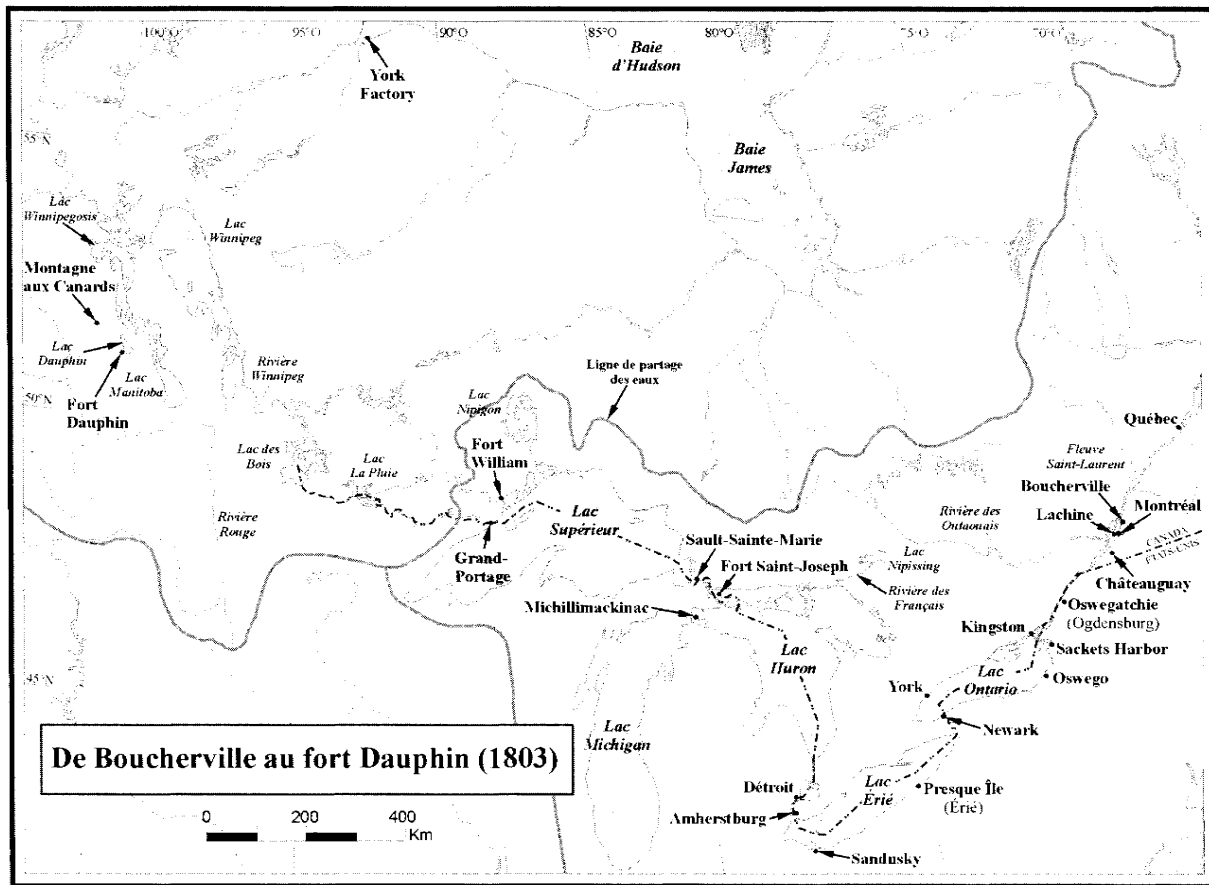 100°O
95°O
90°O
85°O
80°O
75°O
70°O
York
Factory
Baie
d'Hudson
55°N
Baie
James
Lac
Winnipegosis
Lac
Winnipeg
Montagne
aux Canards
Lac
Dauphin
Rivière
Winnipeg
Ligne de partage
des eaux
Lac
Manitoba
50°N
Fort
Dauphin
Lac
Nipigon
Québec
Lac des
Bois
Lac
La Pluie
Fort
William
Fleuve
Saint-Laurent
Boucherville
Lachine
Montréal
Rivière
Rouge
Lac
Supérieur
Rivière des
Outaouais
CANADA
ÉTATS-UNIS
Grand-
Portage
Sault-Sainte-Marie
Lac
Nipissing
Fort Saint-Joseph
Châteauguay
Rivière des
Français
Michillimackinac
Oswegatchie
(Ogdensburg)
Kingston
Sackets Harbor
Lac
Huron
45°N
York
Lac
Ontario
Oswego
Newark
Lac
Michigan
De Boucherville au fort Dauphin (1803)
Détroit
Lac
Érié
Presque Île
(Érié)
0 200 400
Km
Amherstburg
Sandusky